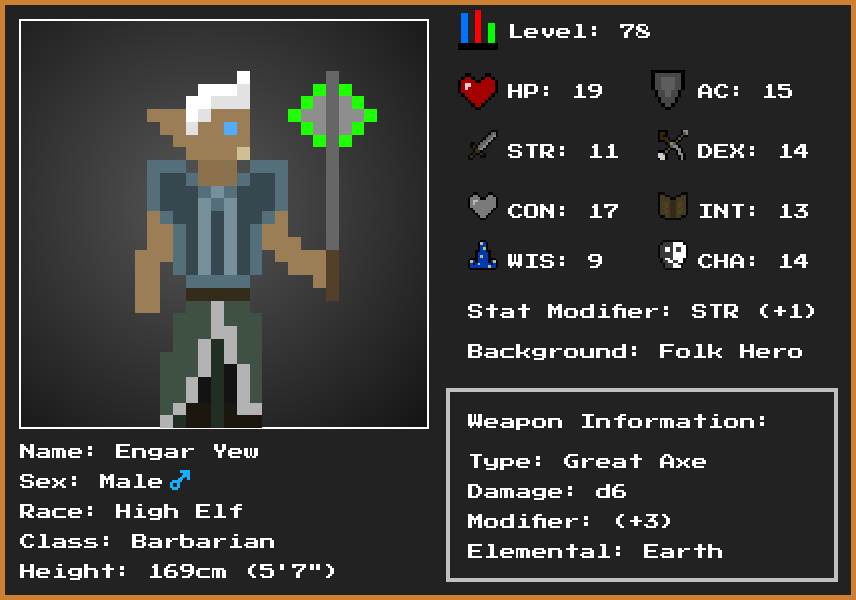 Level: 78
HP: 19 AC: 15
STR: 11 DEX: 14
CON: 17 INT: 13
WIS: 9 CHA: 14
Stat Modifier: STR (+1)
Background: Folk Hero
Weapon Information:
Type: Great Axe
Damage: d6
Modifier: (+3)
Elemental: Earth
Name: Engar Yew
Sex: Male ♂
Race: High Elf
Class: Barbarian
Height: 169cm (5'7")